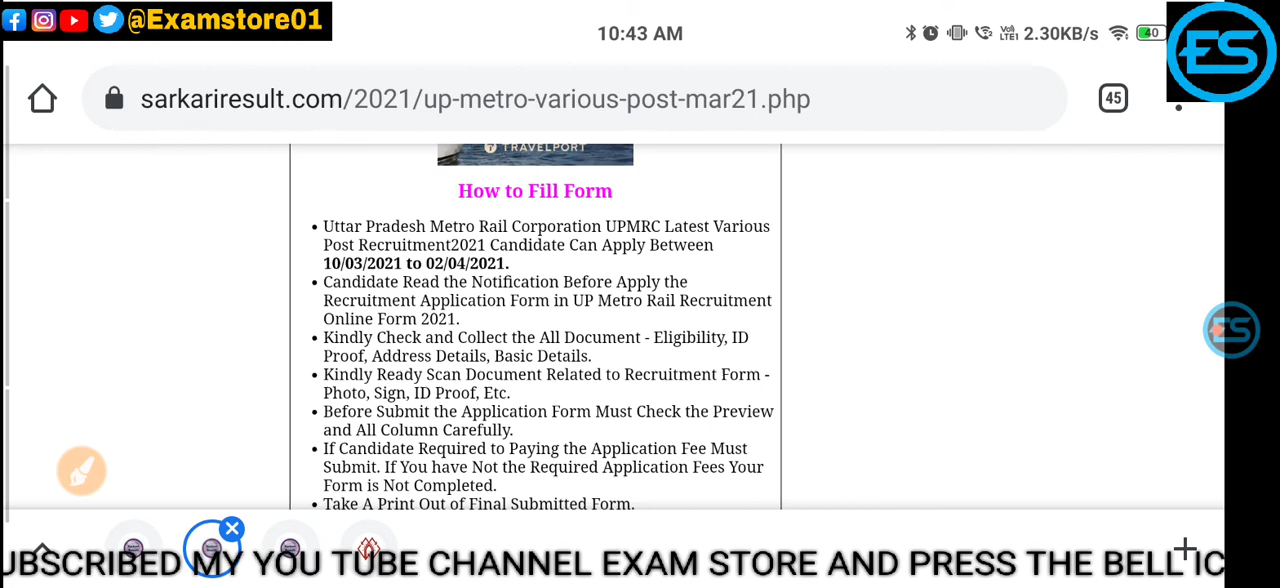 @Examstore01
10:43 AM
Vo)) LTE1 2.30KB/s 40
ES
sarkariresult.com/2021/up-metro-various-post-mar21.php
45
TRAVELPORT
How to Fill Form
• Uttar Pradesh Metro Rail Corporation UPMRC Latest Various
Post Recruitment2021 Candidate Can Apply Between
10/03/2021 to 02/04/2021.
• Candidate Read the Notification Before Apply the
Recruitment Application Form in UP Metro Rail Recruitment
Online Form 2021.
• Kindly Check and Collect the All Document - Eligibility, ID
Proof, Address Details, Basic Details.
• Kindly Ready Scan Document Related to Recruitment Form -
Photo, Sign, ID Proof, Etc.
• Before Submit the Application Form Must Check the Preview
and All Column Carefully.
• If Candidate Required to Paying the Application Fee Must
Submit. If You have Not the Required Application Fees Your
Form is Not Completed.
• Take A Print Out of Final Submitted Form.
ES
UBSCRIBED MY YOU TUBE CHANNEL EXAM STORE AND PRESS THE BELL IC